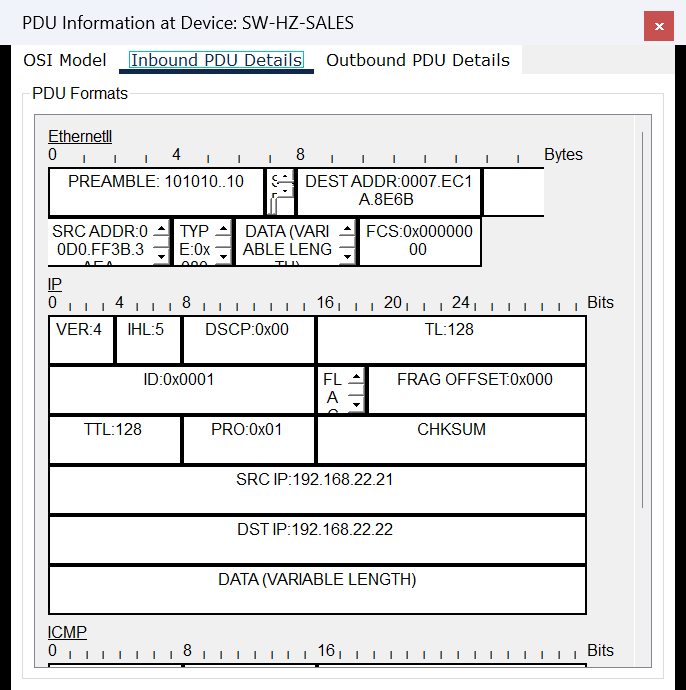 PDU Information at Device: SW-HZ-SALES
OSI Model Inbound PDU Details Outbound PDU Details
PDU Formats
EthernetII
0 4 8 Bytes
PREAMBLE: 101010..10 DEST ADDR:0007.EC1
A.8E6B
SRC ADDR:0 TYP DATA (VARI FCS:0x000000
0D0.FF3B.3 E:0x ABLE LENG 00
IP
0 4 8 16 20 24 Bits
VER:4 IHL:5 DSCP:0x00 TL:128
ID:0x0001 FL FRAG OFFSET:0x000
A
TTL:128 PRO:0x01 CHKSUM
SRC IP:192.168.22.21
DST IP:192.168.22.22
DATA (VARIABLE LENGTH)
ICMP
0 8 16 Bits